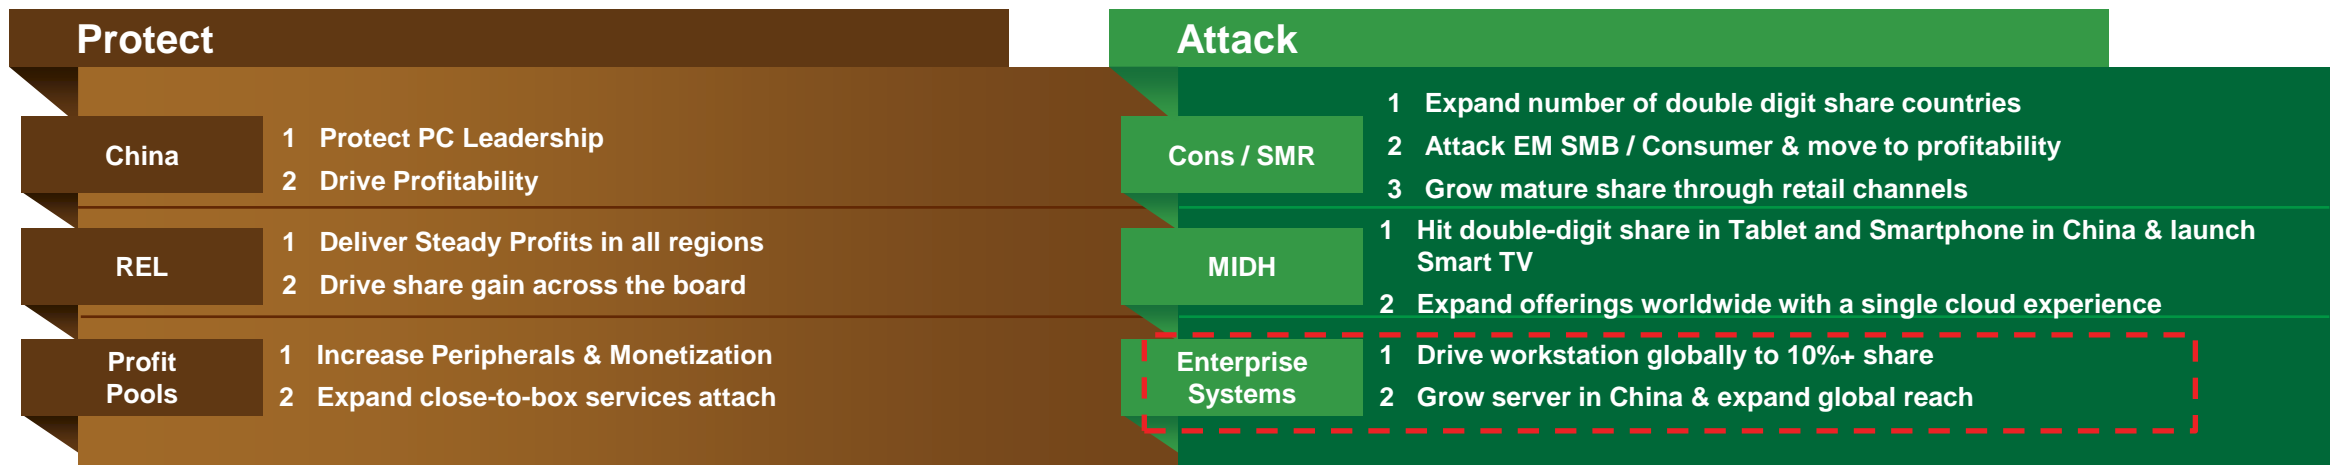 Protect
China
1 Protect PC Leadership
2 Drive Profitability
REL
1 Deliver Steady Profits in all regions
2 Drive share gain across the board
Profit
Pools
1 Increase Peripherals & Monetization
2 Expand close-to-box services attach
Attack
Cons / SMR
1 Expand number of double digit share countries
2 Attack EM SMB / Consumer & move to profitability
3 Grow mature share through retail channels
MIDH
1 Hit double-digit share in Tablet and Smartphone in China & launch
Smart TV
2 Expand offerings worldwide with a single cloud experience
Enterprise
Systems
1 Drive workstation globally to 10%+ share
2 Grow server in China & expand global reach